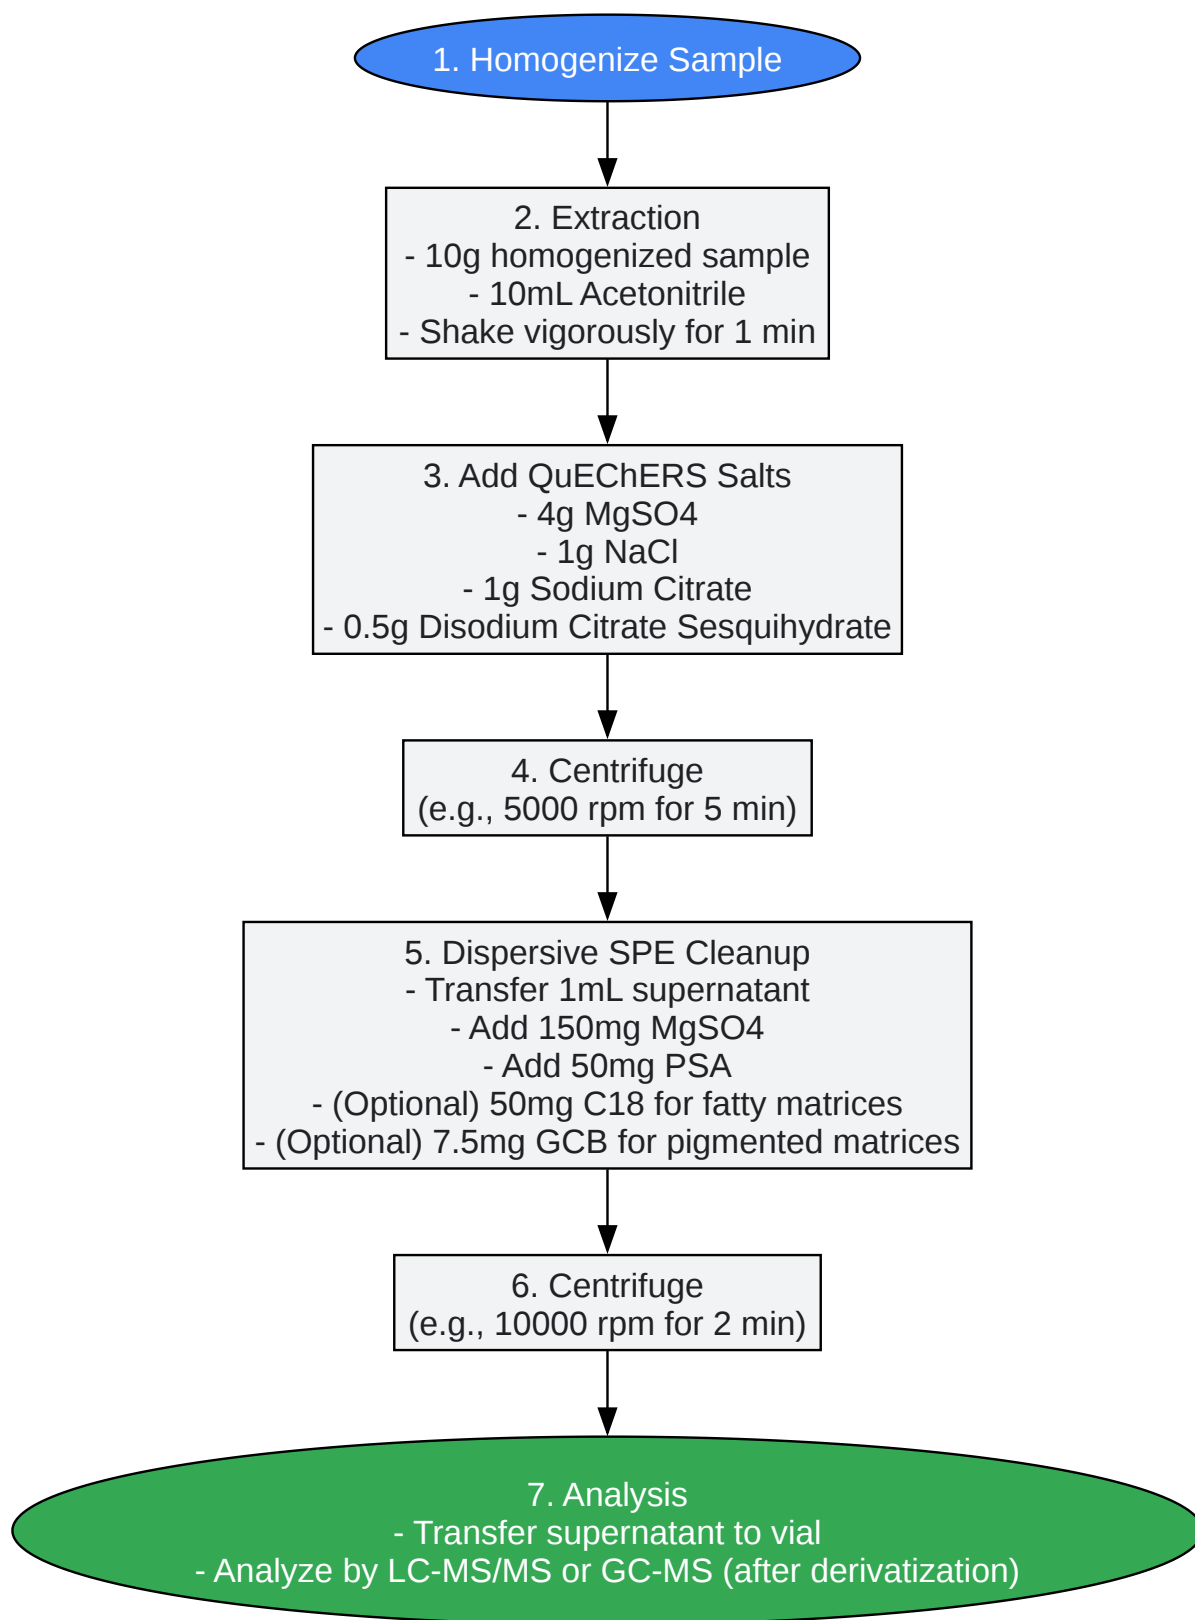 1. Homogenize Sample
2. Extraction
- 10g homogenized sample
- 10mL Acetonitrile
- Shake vigorously for 1 min
3. Add QuEChERS Salts
- 4g MgSO4
- 1g NaCl
- 1g Sodium Citrate
- 0.5g Disodium Citrate Sesquihydrate
4. Centrifuge
(e.g., 5000 rpm for 5 min)
5. Dispersive SPE Cleanup
- Transfer 1mL supernatant
- Add 150mg MgSO4
- Add 50mg PSA
- (Optional) 50mg C18 for fatty matrices
- (Optional) 7.5mg GCB for pigmented matrices
6. Centrifuge
(e.g., 10000 rpm for 2 min)
7. Analysis
- Transfer supernatant to vial
- Analyze by LC-MS/MS or GC-MS (after derivatization)